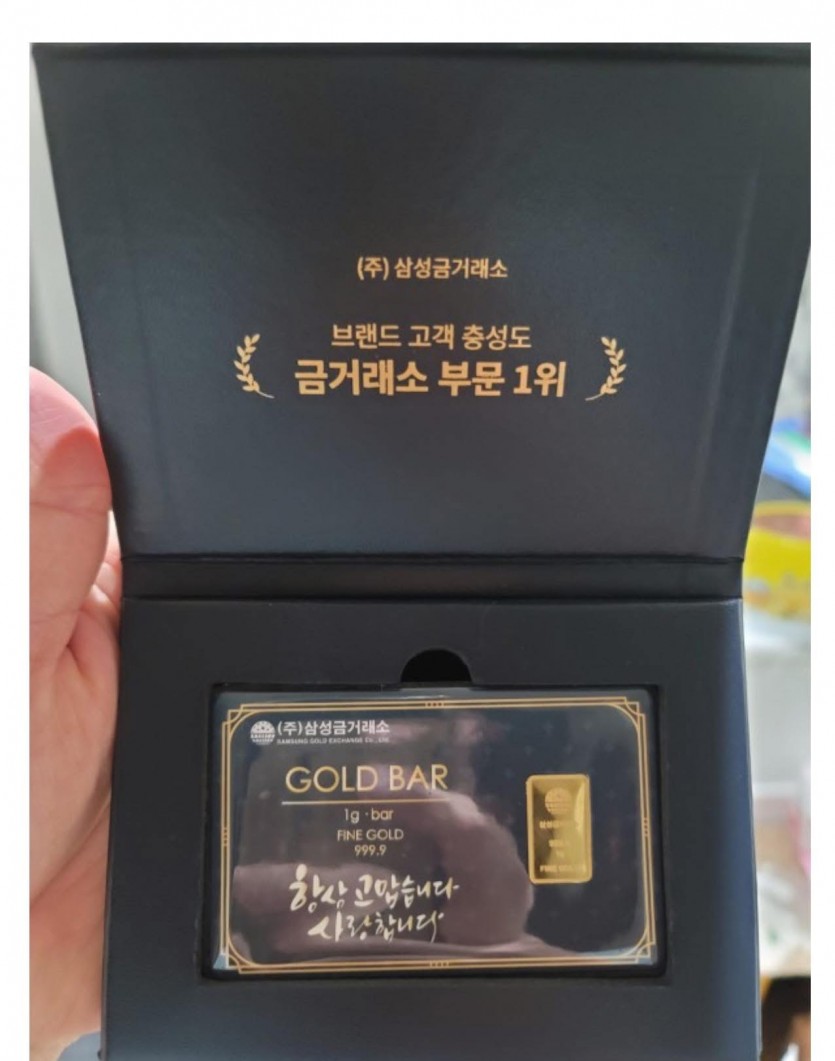 (주) 삼성금거래소
브랜드 고객 충성도
금거래소 부문 1위
(주)삼성금거래소
SAMSUNG GOLD EXCHANGE Co., Ltd
GOLD BAR
1g · bar
FINE GOLD
999.9
항상 고맙습니다
사랑합니다
FINE GOLD